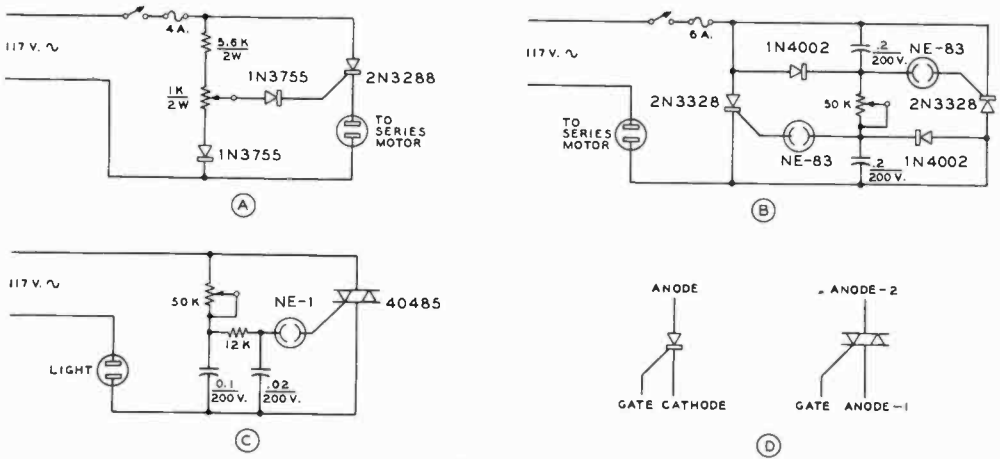 117 V. ∿
4 A.
5.6K
2W
1K
2W
1N3755
2N3288
TO
SERIES
MOTOR
1N3755
A
117 V. ∿
6 A.
1N4002
.2
200 V.
NE-83
2N3328
50 K
2N3328
TO
SERIES
MOTOR
NE-83
.2
200 V.
1N4002
B
117 V. ∿
50 K
NE-1
40485
12K
LIGHT
0.1
200 V.
.02
200 V.
C
ANODE
ANODE-2
GATE CATHODE
GATE ANODE-1
D